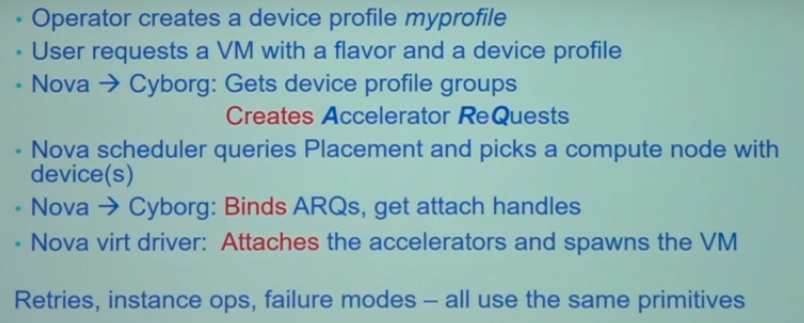 • Operator creates a device profile myprofile
• User requests a VM with a flavor and a device profile
• Nova → Cyborg: Gets device profile groups
Creates Accelerator ReQuests
• Nova scheduler queries Placement and picks a compute node with
device(s)
• Nova → Cyborg: Binds ARQs, get attach handles
• Nova virt driver: Attaches the accelerators and spawns the VM
Retries, instance ops, failure modes – all use the same primitives